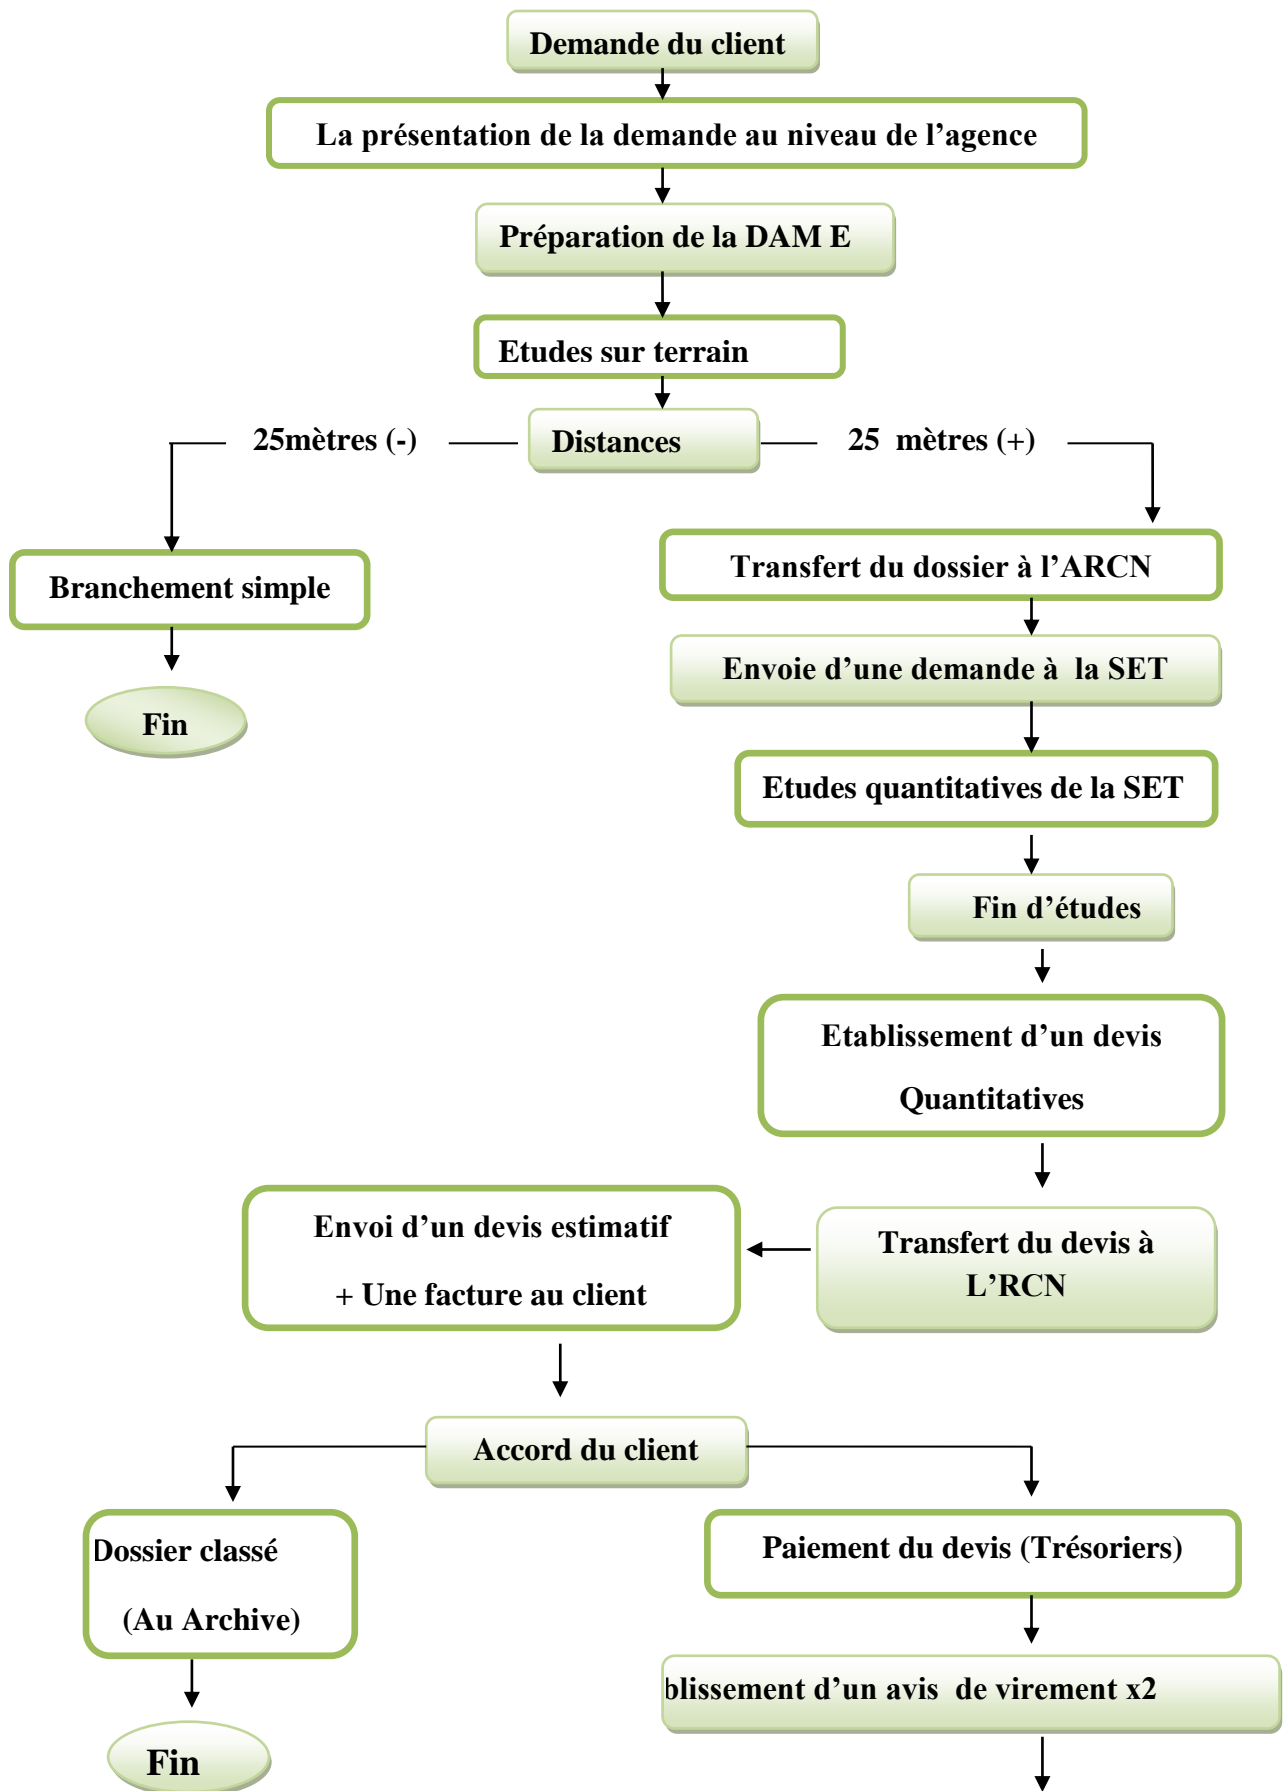 Demande du client
La présentation de la demande au niveau de l’agence
Préparation de la DAM E
Etudes sur terrain
25mètres (-)
Distances
25 mètres (+)
Branchement simple
Transfert du dossier à l’ARCN
Envoie d’une demande à la SET
Fin
Etudes quantitatives de la SET
Fin d’études
Etablissement d’un devis
Quantitatives
Envoi d’un devis estimatif
+ Une facture au client
Transfert du devis à
L’RCN
Accord du client
Dossier classé
(Au Archive)
Paiement du devis (Trésoriers)
blissement d’un avis de virement x2
Fin